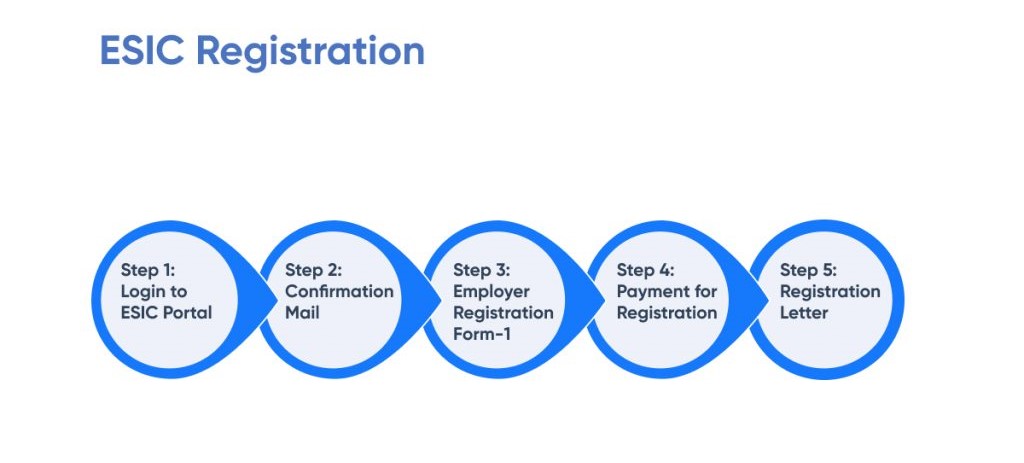 ESIC Registration
Step 1:
Login to
ESIC Portal
Step 2:
Confirmation
Mail
Step 3:
Employer
Registration
Form-1
Step 4:
Payment for
Registration
Step 5:
Registration
Letter